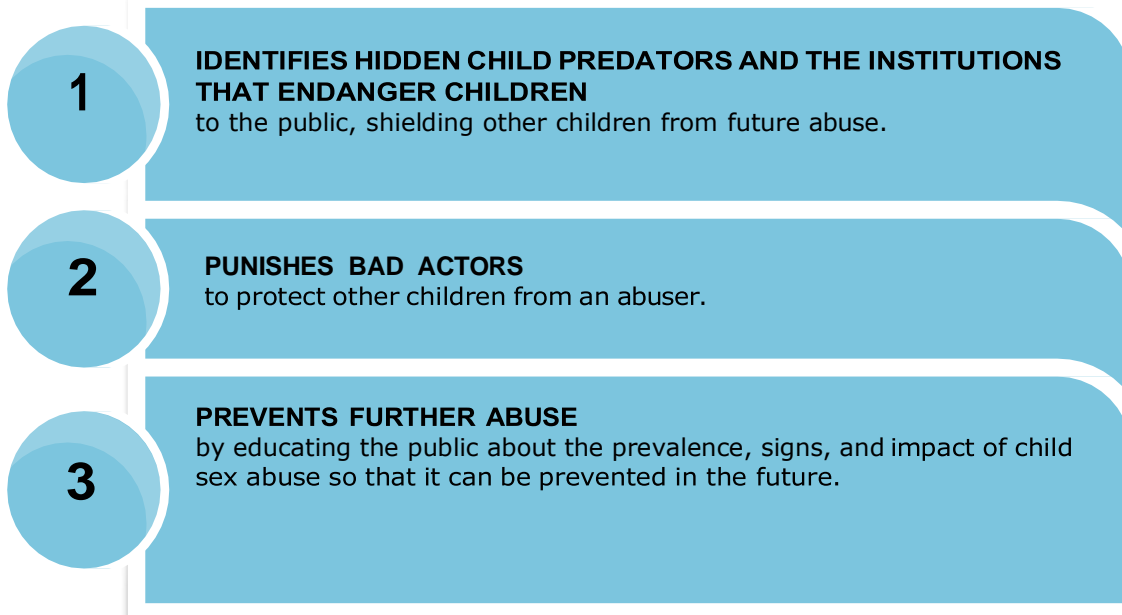 1
IDENTIFIES HIDDEN CHILD PREDATORS AND THE INSTITUTIONS
THAT ENDANGER CHILDREN
to the public, shielding other children from future abuse.
2
PUNISHES BAD ACTORS
to protect other children from an abuser.
3
PREVENTS FURTHER ABUSE
by educating the public about the prevalence, signs, and impact of child
sex abuse so that it can be prevented in the future.